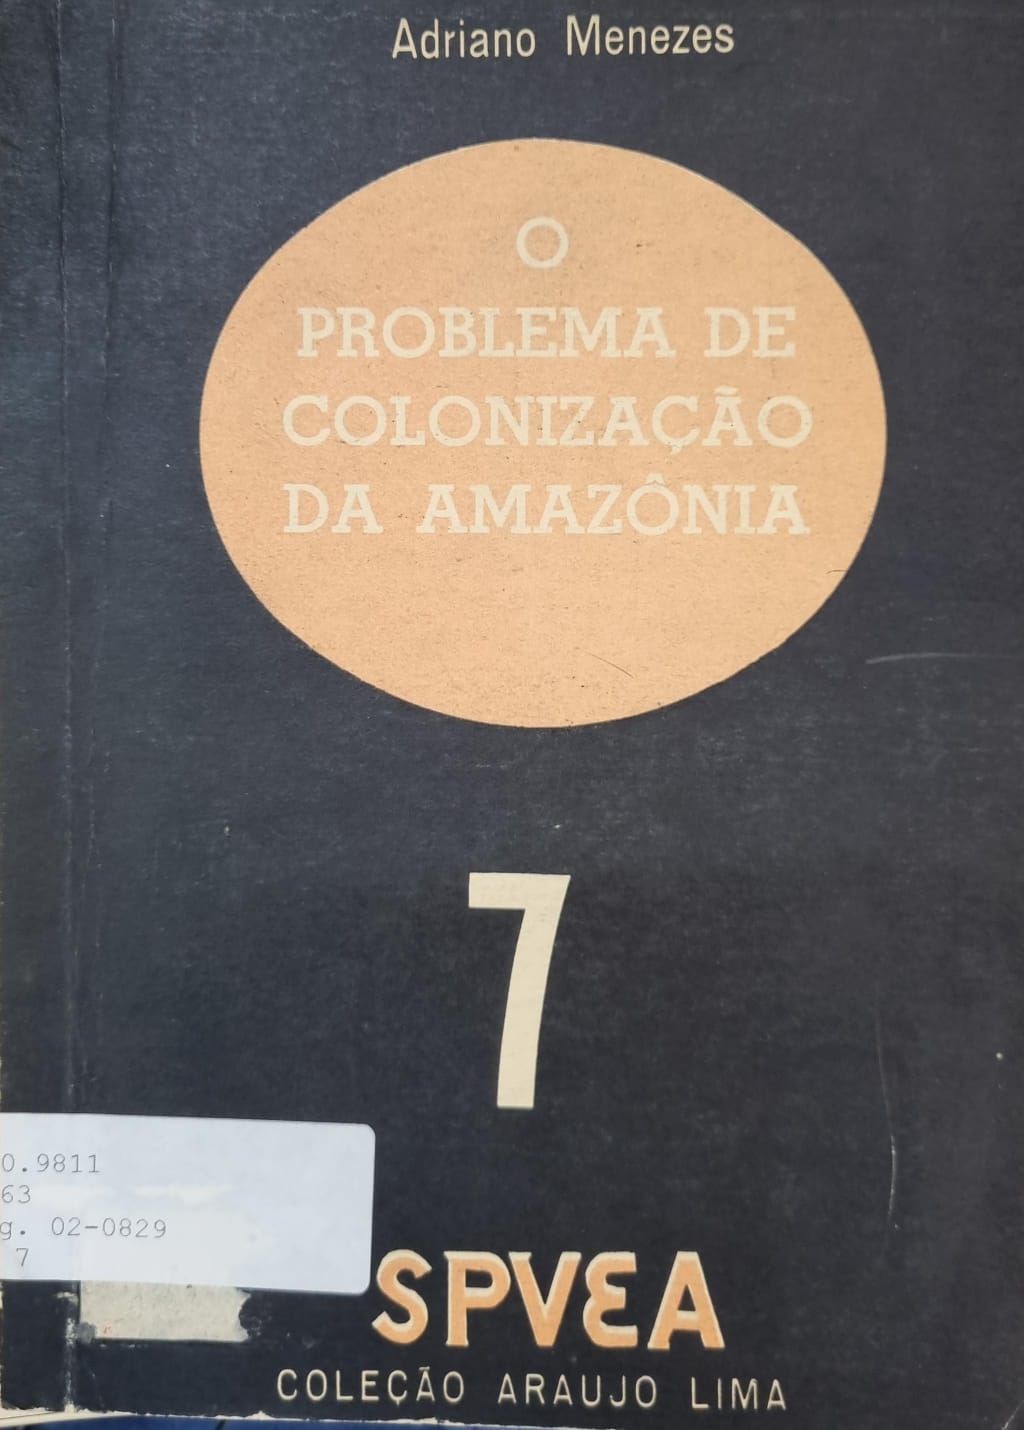 Adriano Menezes
O
PROBLEMA DE
COLONIZAÇÃO
DA AMAZÔNIA
7
0.9811
63
g. 02-0829
7
SPVEA
COLEÇÃO ARAUJO LIMA